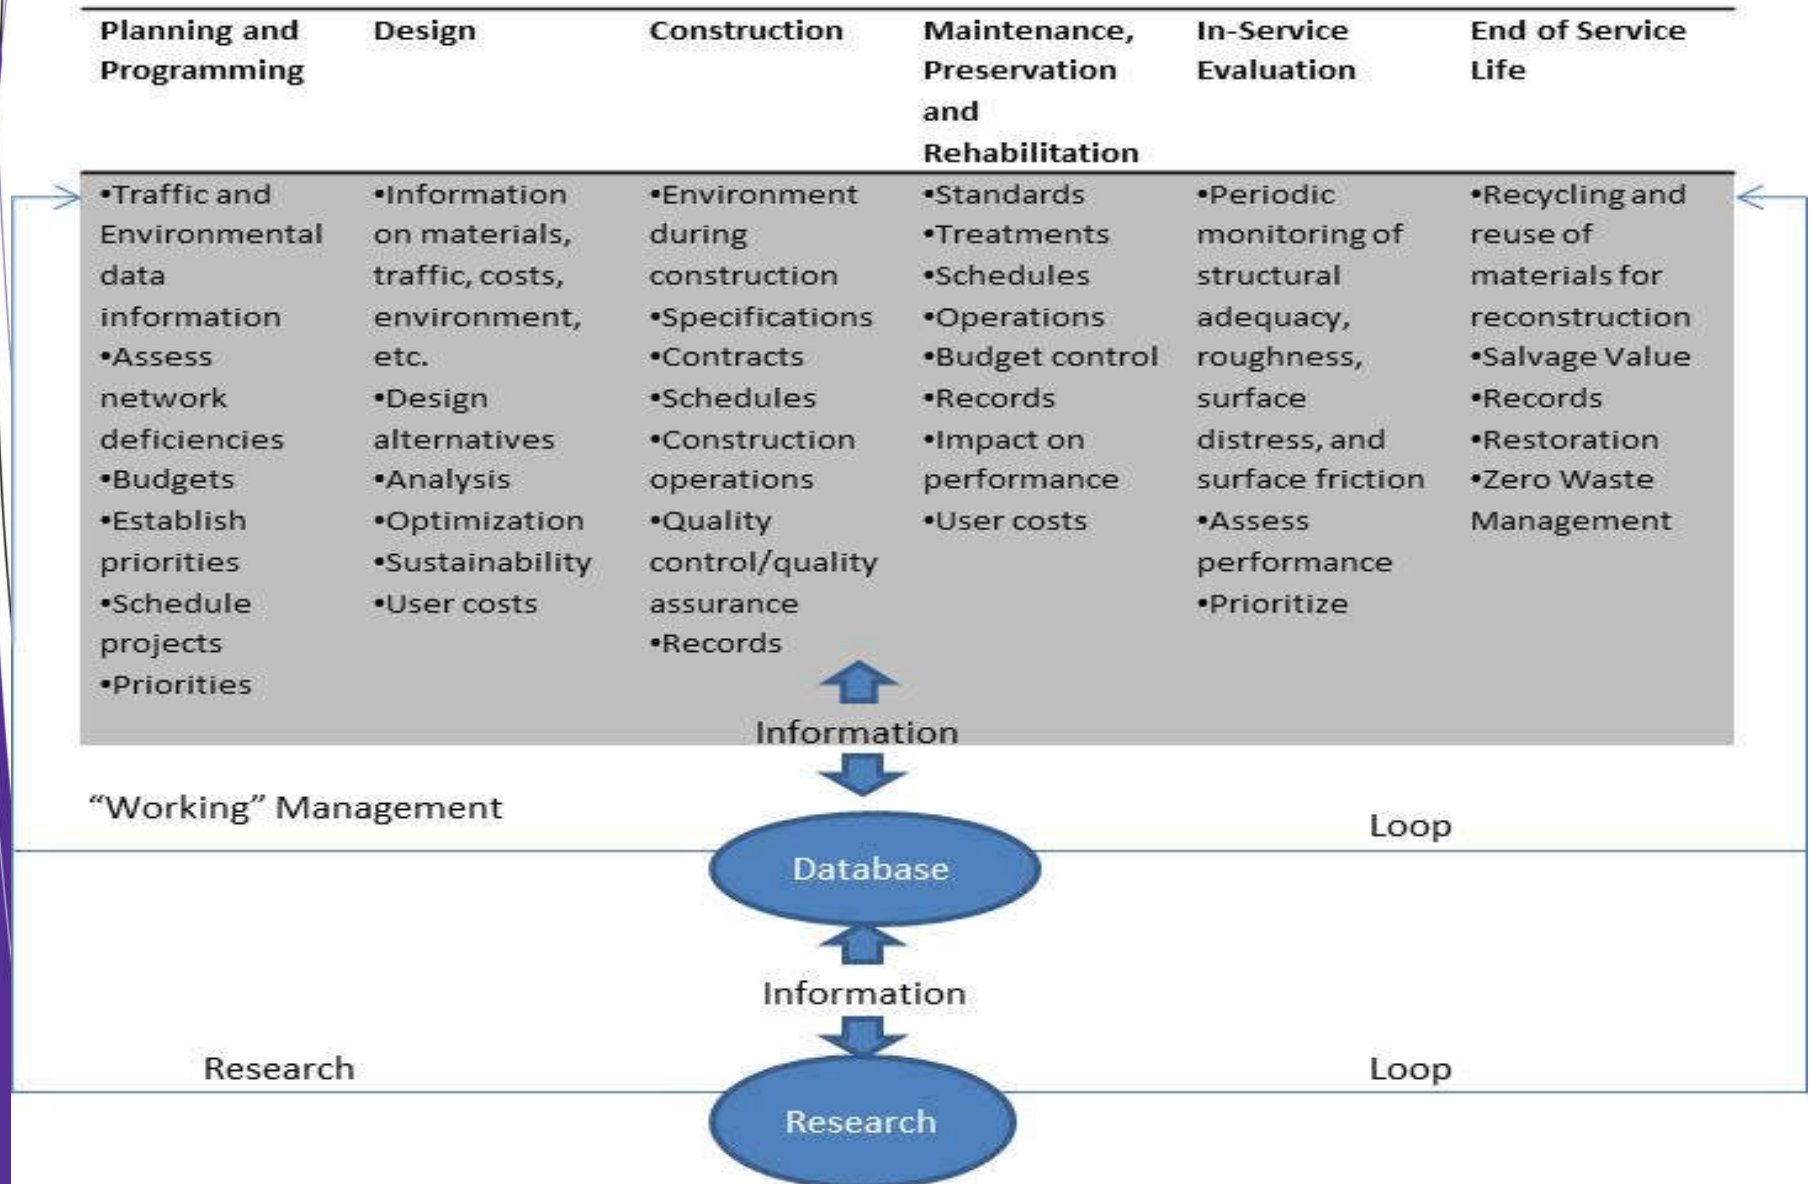 Planning and
Programming
Design
Construction
Maintenance,
Preservation
and
Rehabilitation
In-Service
Evaluation
End of Service
Life
•Traffic and
Environmental
data
information
•Assess
network
deficiencies
•Budgets
•Establish
priorities
•Schedule
projects
•Priorities
•Information
on materials,
traffic, costs,
environment,
etc.
•Design
alternatives
•Analysis
•Optimization
•Sustainability
•User costs
•Environment
during
construction
•Specifications
•Contracts
•Schedules
•Construction
operations
•Quality
control/quality
assurance
•Records
•Standards
•Treatments
•Schedules
•Operations
•Budget control
•Records
•Impact on
performance
•User costs
•Periodic
monitoring of
structural
adequacy,
roughness,
surface
distress, and
surface friction
•Assess
performance
•Prioritize
•Recycling and
reuse of
materials for
reconstruction
•Salvage Value
•Records
•Restoration
•Zero Waste
Management
Information
“Working” Management
Loop
Database
Information
Research
Loop
Research